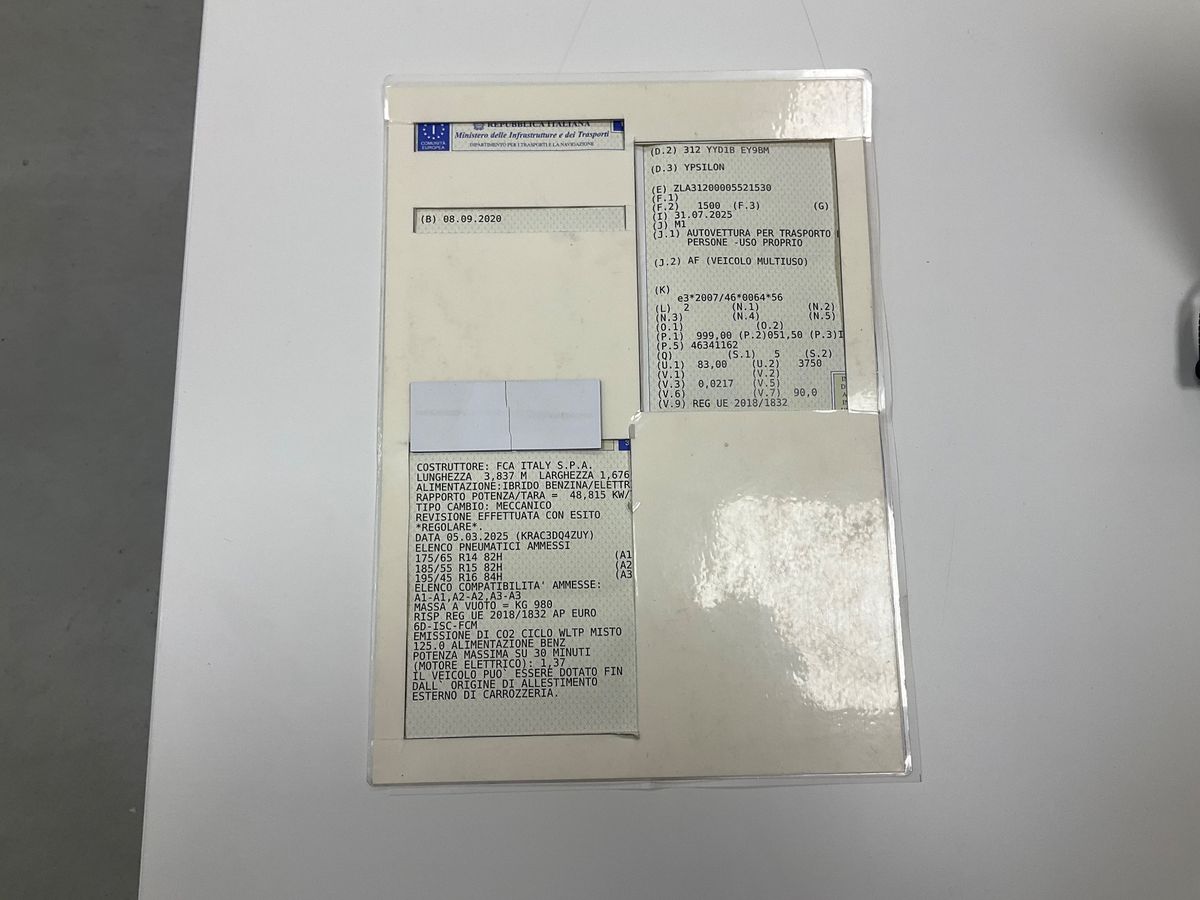 REPUBBLICA ITALIANA
Ministero delle Infrastrutture e dei Trasporti
DIPARTIMENTO PER I TRASPORTI E LA NAVIGAZIONE
I
COMUNITÀ
EUROPEA
(B) 08.09.2020
COSTRUTTORE: FCA ITALY S.P.A.
LUNGHEZZA 3,837 M LARGHEZZA 1,676
ALIMENTAZIONE:IBRIDO BENZINA/ELETTR
RAPPORTO POTENZA/TARA = 48,815 KW/
TIPO CAMBIO: MECCANICO
REVISIONE EFFETTUATA CON ESITO
*REGOLARE*.
DATA 05.03.2025 (KRAC3DQ4ZUY)
ELENCO PNEUMATICI AMMESSI
175/65 R14 82H (A1
185/55 R15 82H (A2
195/45 R16 84H (A3
ELENCO COMPATIBILITA' AMMESSE:
A1-A1,A2-A2,A3-A3
MASSA A VUOTO = KG 980
RISP REG UE 2018/1832 AP EURO
6D-ISC-FCM
EMISSIONE DI CO2 CICLO WLTP MISTO
125.0 ALIMENTAZIONE BENZ
POTENZA MASSIMA SU 30 MINUTI
(MOTORE ELETTRICO): 1,37
IL VEICOLO PUO` ESSERE DOTATO FIN
DALL` ORIGINE DI ALLESTIMENTO
ESTERNO DI CARROZZERIA.
(D.2) 312 YYD1B EY9BM
(D.3) YPSILON
(E) ZLA31200005521530
(F.1)
(F.2) 1500 (F.3) (G)
(I) 31.07.2025
(J) M1
(J.1) AUTOVETTURA PER TRASPORTO
PERSONE -USO PROPRIO
(J.2) AF (VEICOLO MULTIUSO)
(K)
e3*2007/46*0064*56
(L) 2 (N.1) (N.2)
(N.3) (N.4) (N.5)
(O.1) (O.2)
(P.1) 999,00 (P.2)051,50 (P.3)
(P.5) 46341162
(Q) (S.1) 5 (S.2)
(U.1) 83,00 (U.2) 3750
(V.1) (V.2)
(V.3) 0,0217 (V.5)
(V.6) (V.7) 90,0
(V.9) REG UE 2018/1832